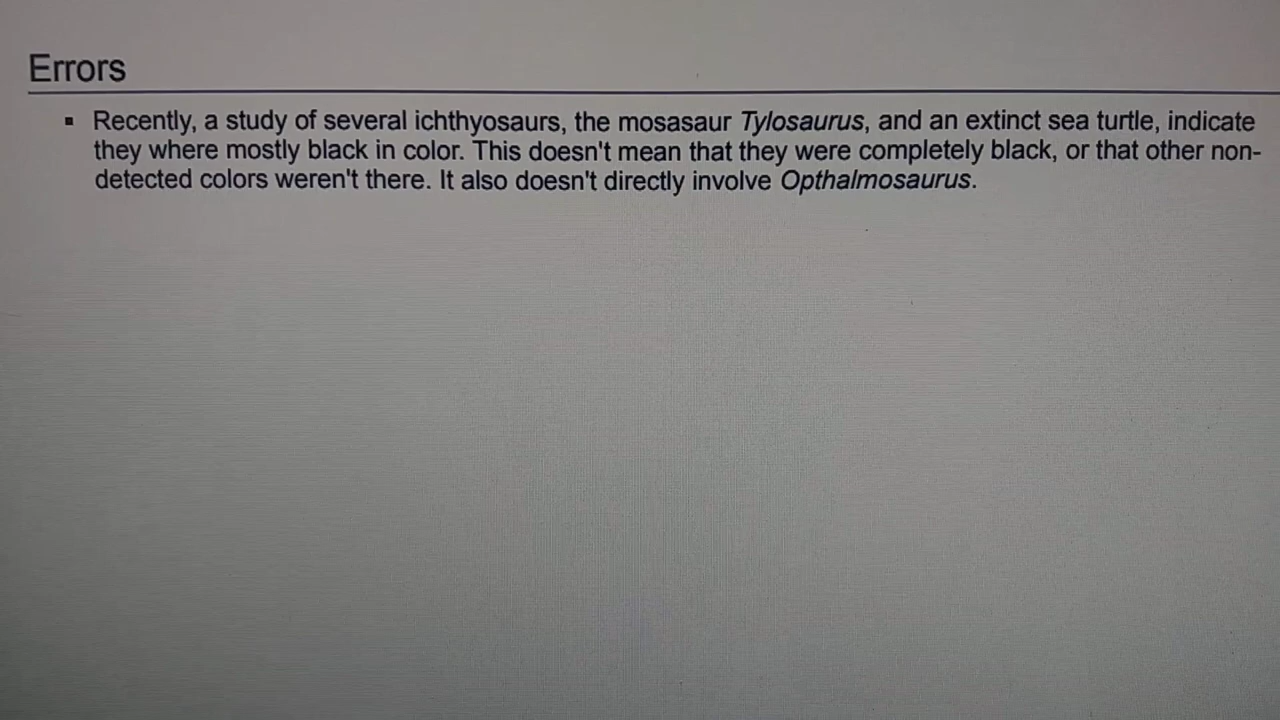 Errors
Recently, a study of several ichthyosaurs, the mosasaur Tylosaurus, and an extinct sea turtle, indicate
they where mostly black in color. This doesn't mean that they were completely black, or that other non-
detected colors weren't there. It also doesn't directly involve Opthalmosaurus.